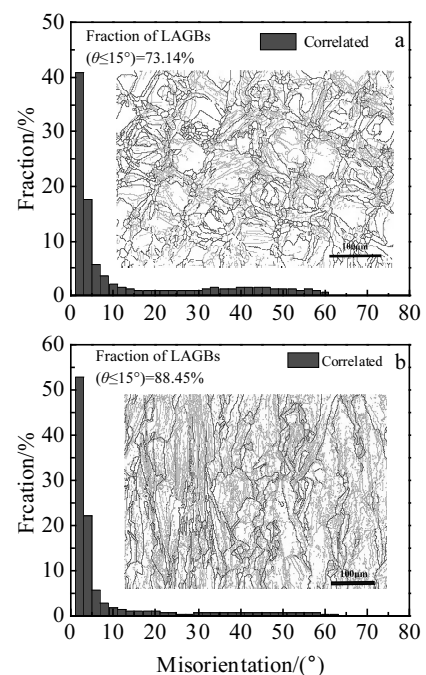 Fraction of LAGBs
(θ≤15°)=73.14%
Correlated
a
50
40
30
20
10
0
Fraction/%
100μm
0 10 20 30 40 50 60 70 80
Fraction of LAGBs
(θ≤15°)=88.45%
Correlated
b
60
50
40
30
20
10
0
Frcation/%
100μm
0 10 20 30 40 50 60 70 80
Misorientation/(°)